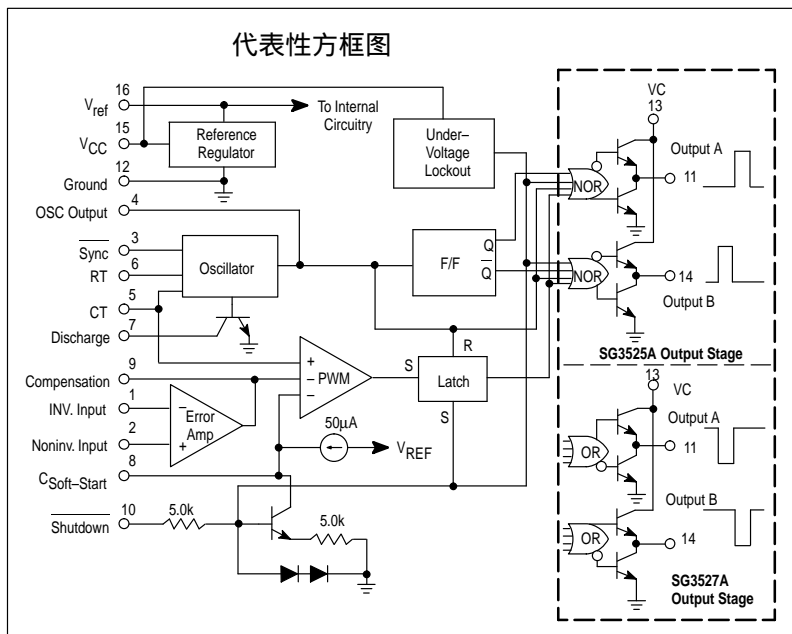 代表性方框图
16
Vref
To Internal
Circuitry
15
VCC
Reference
Regulator
Under–
Voltage
Lockout
12
Ground
4
OSC Output
3
Sync
6
RT
Oscillator
5
CT
7
Discharge
F/F
Q
Q
NOR
NOR
VC
13
Output A
11
14
Output B
SG3525A Output Stage
9
Compensation
1
INV. Input
2
Noninv. Input
Error
Amp
+
–
–
PWM
–
+
S
R
Latch
S
8
CSoft–Start
50µA
VREF
10
Shutdown
5.0k
5.0k
13
VC
Output A
OR
11
Output B
OR
14
SG3527A
Output Stage